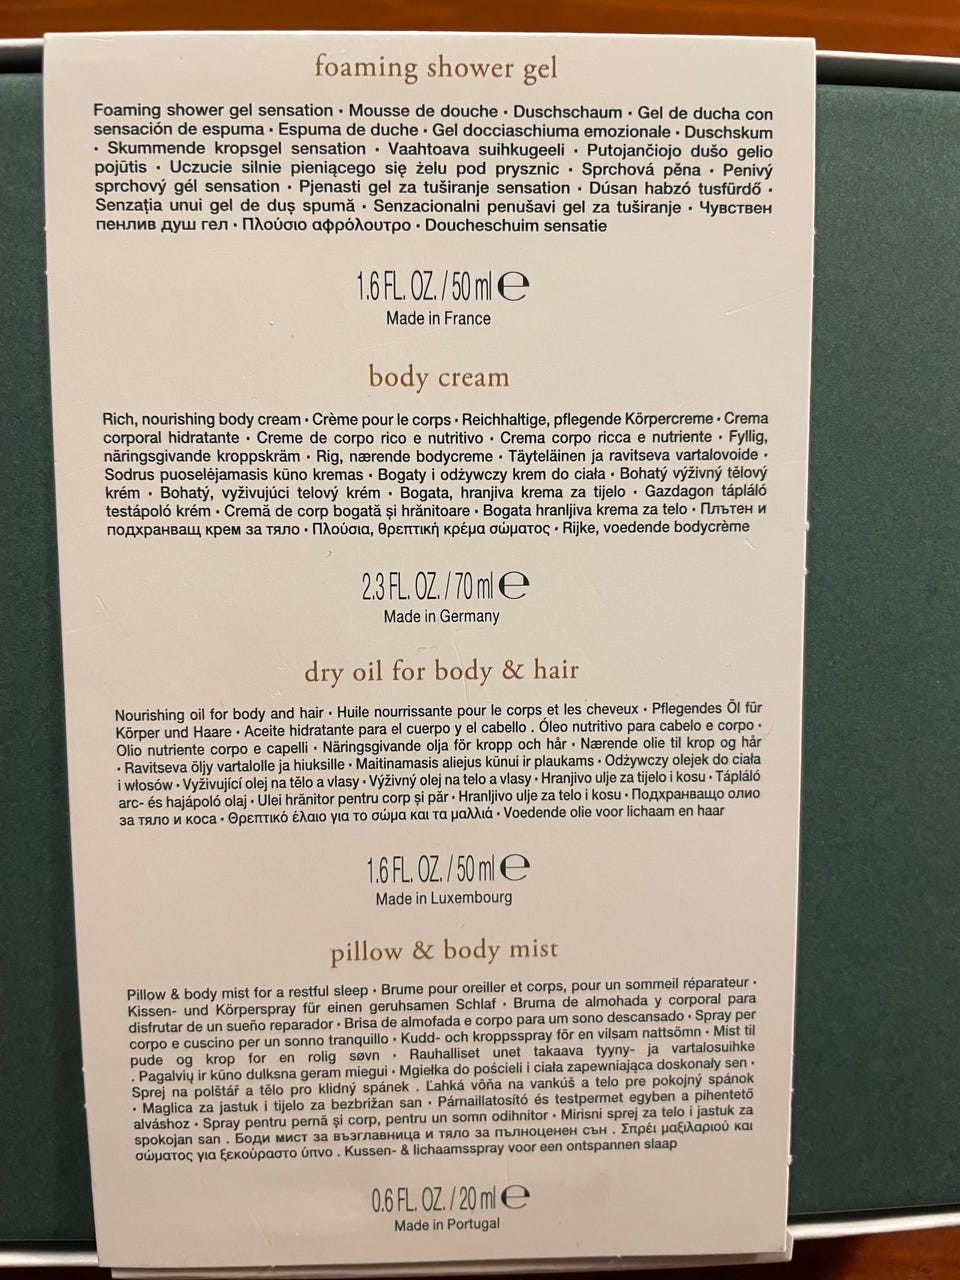 foaming shower gel
Foaming shower gel sensation · Mousse de douche · Duschschaum · Gel de ducha con
sensación de espuma · Espuma de duche · Gel docciaschiuma emozionale · Duschskum
· Skummende kropsgel sensation · Vaahtoava suihkugeeli · Putojančiojo dušo gelio
pojūtis · Uczucie silnie pieniącego się żelu pod prysznic · Sprchová pěna · Penivý
sprchový gél sensation · Pjenasti gel za tuširanje sensation · Dúsan habzó tusfürdő ·
Senzația unui gel de duș spumă · Senzacionalni penušavi gel za tuširanje · Чувствен
пенлив душ гел · Πλούσιο αφρόλουτρο · Doucheschuim sensatie
1.6 FL. OZ. / 50 ml ℮
Made in France
body cream
Rich, nourishing body cream · Crème pour le corps · Reichhaltige, pflegende Körpercreme · Crema
corporal hidratante · Creme de corpo rico e nutritivo · Crema corpo ricca e nutriente · Fyllig,
näringsgivande kroppskräm · Rig, nærende bodycreme · Täyteläinen ja ravitseva vartalovoide ·
Sodrus puoselėjamasis kūno kremas · Bogaty i odżywczy krem do ciała · Bohatý výživný tělový
krém · Bohatý, vyživujúci telový krém · Bogata, hranjiva krema za tijelo · Gazdagon tápláló
testápoló krém · Cremă de corp bogată și hrănitoare · Bogata hranljiva krema za telo · Плътен и
подхранващ крем за тяло · Πλούσια, θρεπτική κρέμα σώματος · Rijke, voedende bodycrème
2.3 FL. OZ. / 70 ml ℮
Made in Germany
dry oil for body & hair
Nourishing oil for body and hair · Huile nourrissante pour le corps et les cheveux · Pflegendes Öl für
Körper und Haare · Aceite hidratante para el cuerpo y el cabello . Óleo nutritivo para cabelo e corpo ·
Olio nutriente corpo e capelli · Näringsgivande olja för kropp och hår · Nærende olie til krop og hår
· Ravitseva öljy vartalolle ja hiuksille · Maitinamasis aliejus kūnui ir plaukams · Odżywczy olejek do ciała
i włosów · Vyživující olej na tělo a vlasy · Výživný olej na telo a vlasy · Hranjivo ulje za tijelo i kosu · Tápláló
arc- és hajápoló olaj · Ulei hrănitor pentru corp și păr · Hranljivo ulje za telo i kosu · Подхранващо олио
за тяло и коса · Θρεπτικό έλαιο για το σώμα και τα μαλλιά · Voedende olie voor lichaam en haar
1.6 FL. OZ. / 50 ml ℮
Made in Luxembourg
pillow & body mist
Pillow & body mist for a restful sleep · Brume pour oreiller et corps, pour un sommeil réparateur ·
Kissen- und Körperspray für einen geruhsamen Schlaf · Bruma de almohada y corporal para
disfrutar de un sueño reparador · Brisa de almofada e corpo para um sono descansado · Spray per
corpo e cuscino per un sonno tranquillo · Kudd- och kroppsspray för en vilsam nattsömn · Mist til
pude og krop for en rolig søvn · Rauhalliset unet takaava tyyny- ja vartalosuihke
. Pagalvių ir kūno dulksna geram miegui · Mgiełka do pościeli i ciała zapewniająca doskonały sen ·
Sprej na polštář a tělo pro klidný spánek . Ľahká vôňa na vankúš a telo pre pokojný spánok
· Maglica za jastuk i tijelo za bezbrižan san · Párnaillatosító és testpermet egyben a pihentető
alváshoz · Spray pentru pernă și corp, pentru un somn odihnitor · Mirisni sprej za telo i jastuk za
spokojan san . Боди мист за възглавница и тяло за пълноценен сън . Σπρέι μαξιλαριού και
σώματος για ξεκούραστο ύπνο . Kussen- & lichaamsspray voor een ontspannen slaap
0.6 FL. OZ. / 20 ml ℮
Made in Portugal